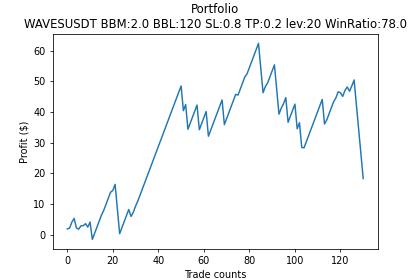 Portfolio
WAVESUSDT BBM:2.0 BBL:120 SL:0.8 TP:0.2 lev:20 WinRatio:78.0
Profit ($)
60
50
40
30
20
10
0
0 20 40 60 80 100 120
Trade counts